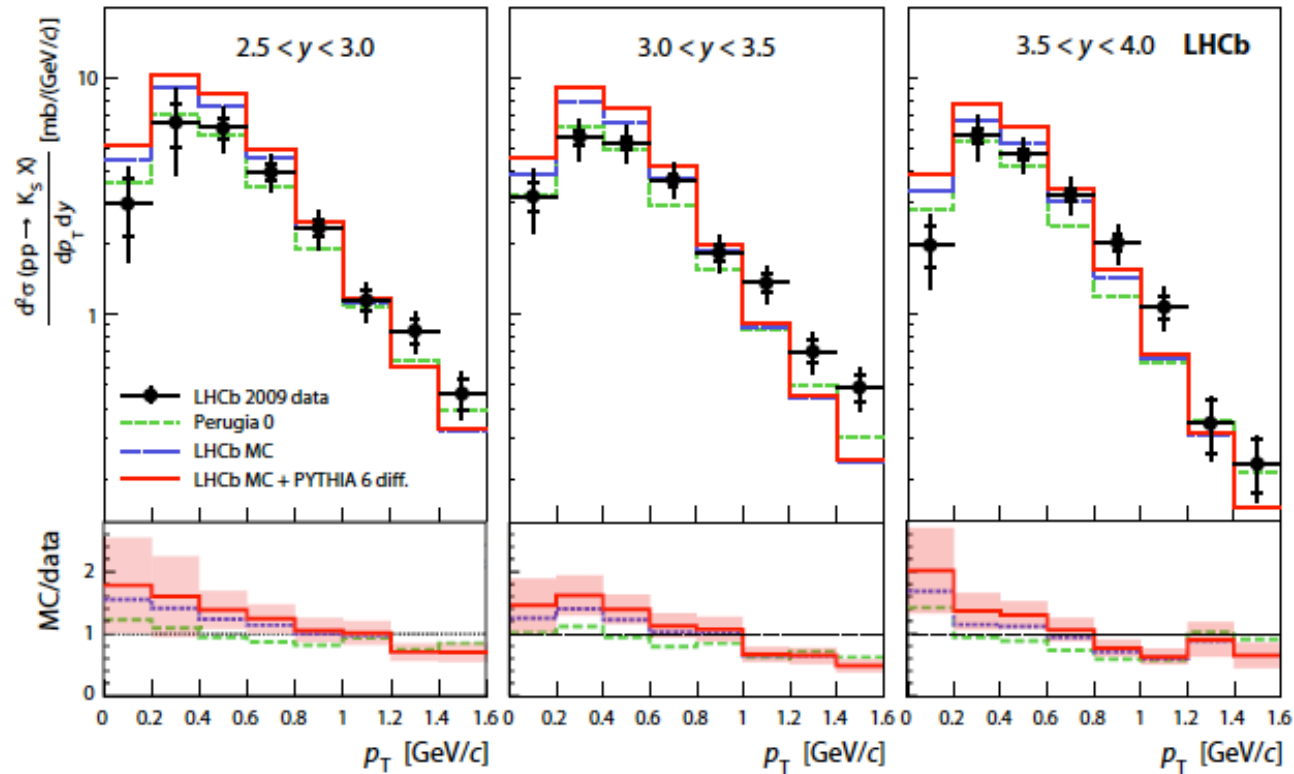 2.5 < y < 3.0
3.0 < y < 3.5
3.5 < y < 4.0 LHCb
d²σ (pp → K_S X)
dp_T dy
[mb/(GeV/c)]
10
1
LHCb 2009 data
Perugia 0
LHCb MC
LHCb MC + PYTHIA 6 diff.
MC/data
2
1
0
0 0.2 0.4 0.6 0.8 1 1.2 1.4 1.6
0 0.2 0.4 0.6 0.8 1 1.2 1.4 1.6
0 0.2 0.4 0.6 0.8 1 1.2 1.4 1.6
p_T [GeV/c]
p_T [GeV/c]
p_T [GeV/c]